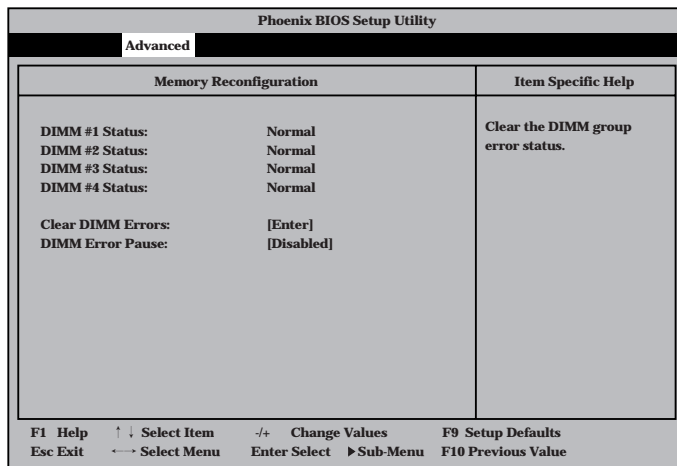 Phoenix BIOS Setup Utility
Advanced
Memory Reconfiguration
Item Specific Help
DIMM #1 Status: Normal
DIMM #2 Status: Normal
DIMM #3 Status: Normal
DIMM #4 Status: Normal
Clear DIMM Errors: [Enter]
DIMM Error Pause: [Disabled]
Clear the DIMM group
error status.
F1 Help ↑↓ Select Item -/+ Change Values F9 Setup Defaults
Esc Exit ←→ Select Menu Enter Select ▶Sub-Menu F10 Previous Value